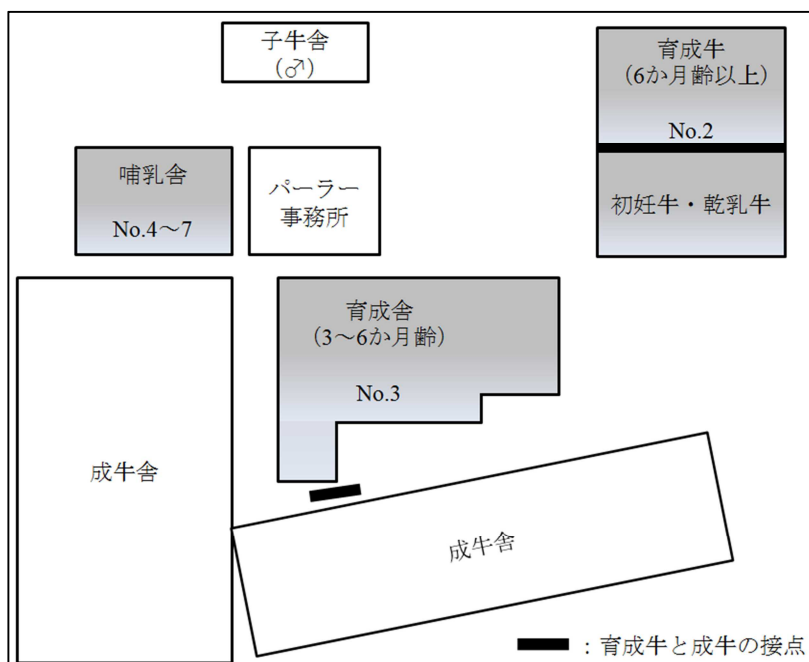 子牛舎
(♂)
育成牛
(6か月齢以上)
No.2
哺乳舎
No.4～7
パーラー
事務所
初妊牛・乾乳牛
育成舎
(3～6か月齢)
No.3
成牛舎
成牛舎
：育成牛と成牛の接点